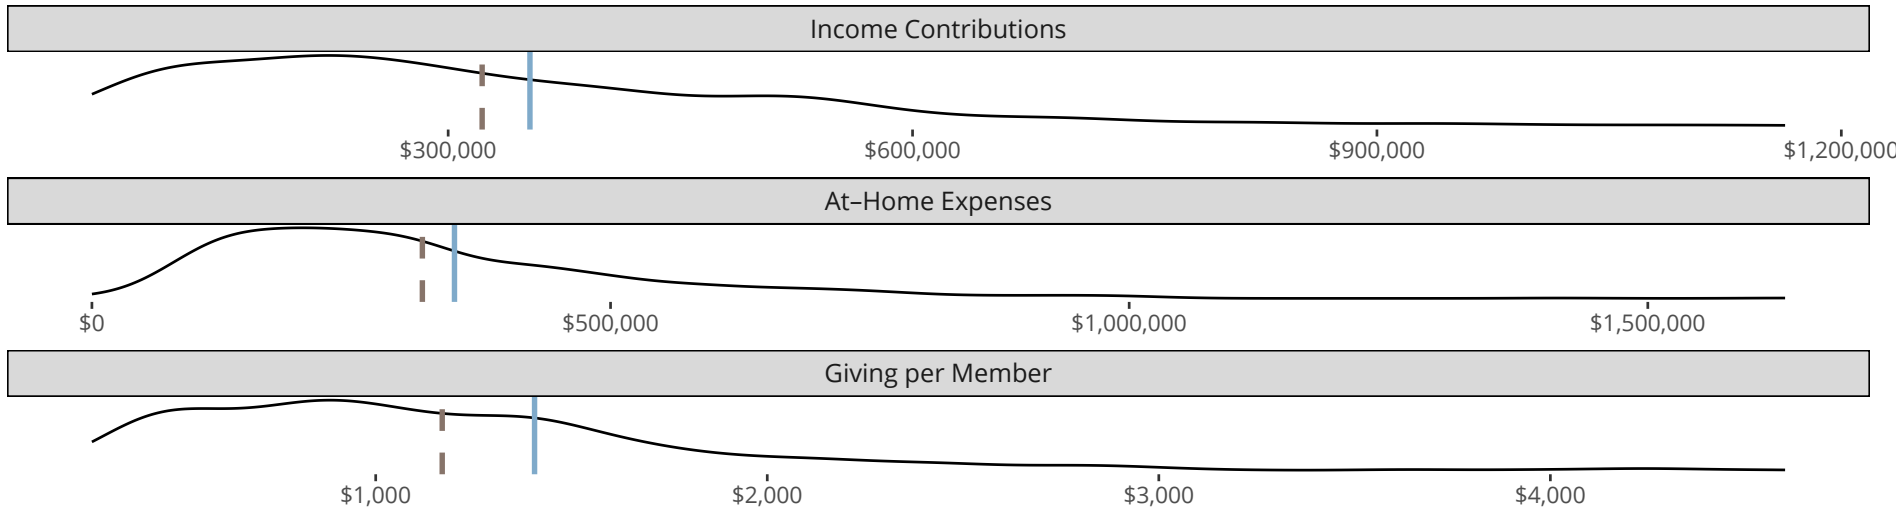 Income Contributions
$300,000 $600,000 $900,000 $1,200,000
At–Home Expenses
$0 $500,000 $1,000,000 $1,500,000
Giving per Member
$1,000 $2,000 $3,000 $4,000